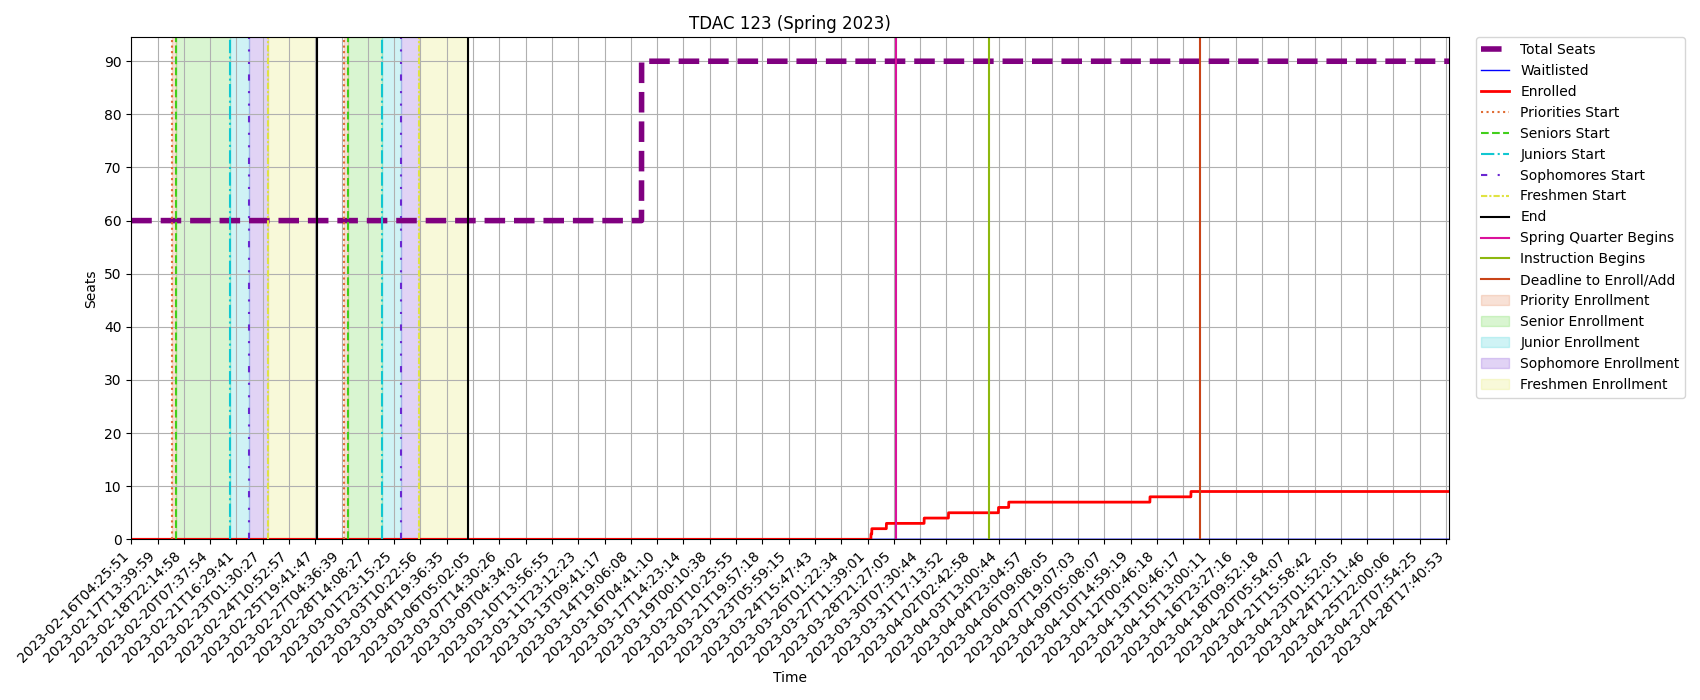 TDAC 123 (Spring 2023)
Seats
90
80
70
60
50
40
30
20
10
0
2023-02-16T04:25:51
2023-02-17T13:39:59
2023-02-18T22:14:58
2023-02-20T07:37:54
2023-02-21T16:29:41
2023-02-23T01:30:27
2023-02-24T10:52:57
2023-02-25T19:41:47
2023-02-27T04:36:39
2023-02-28T14:08:27
2023-03-01T23:15:25
2023-03-03T10:22:56
2023-03-04T19:36:35
2023-03-06T05:02:05
2023-03-07T14:30:26
2023-03-09T04:34:02
2023-03-10T13:56:55
2023-03-11T23:12:23
2023-03-13T09:41:17
2023-03-14T19:06:08
2023-03-16T04:41:10
2023-03-17T14:23:14
2023-03-19T00:10:38
2023-03-20T10:25:55
2023-03-21T19:57:18
2023-03-23T05:59:15
2023-03-24T15:47:43
2023-03-26T01:22:34
2023-03-27T11:39:01
2023-03-28T21:27:05
2023-03-30T07:30:44
2023-03-31T17:13:52
2023-04-02T02:42:58
2023-04-03T13:00:44
2023-04-04T23:04:57
2023-04-06T09:08:05
2023-04-07T19:07:03
2023-04-09T05:08:07
2023-04-10T14:59:19
2023-04-12T00:46:18
2023-04-13T10:46:17
2023-04-15T13:00:11
2023-04-16T23:27:16
2023-04-18T09:52:18
2023-04-20T05:54:07
2023-04-21T15:58:42
2023-04-23T01:52:05
2023-04-24T12:11:46
2023-04-25T22:00:06
2023-04-27T07:54:25
2023-04-28T17:40:53
Time
Total Seats
Waitlisted
Enrolled
Priorities Start
Seniors Start
Juniors Start
Sophomores Start
Freshmen Start
End
Spring Quarter Begins
Instruction Begins
Deadline to Enroll/Add
Priority Enrollment
Senior Enrollment
Junior Enrollment
Sophomore Enrollment
Freshmen Enrollment